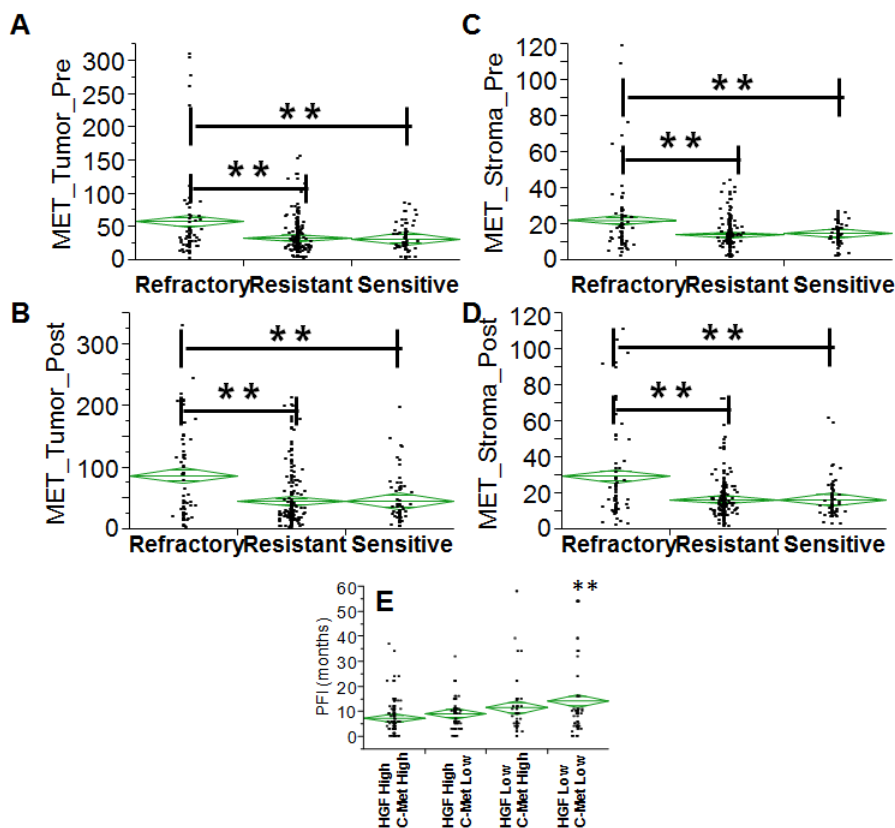 A
MET_Tumor_Pre
300
250
200
150
100
50
0
**
**
Refractory Resistant Sensitive
C
MET_Stroma_Pre
120
100
80
60
40
20
0
**
**
Refractory Resistant Sensitive
B
MET_Tumor_Post
300
200
100
0
**
**
Refractory Resistant Sensitive
D
MET_Stroma_Post
120
100
80
60
40
20
0
**
**
Refractory Resistant Sensitive
E
PFI (months)
60
50
40
30
20
10
0
**
HGF High
C-Met High
HGF High
C-Met Low
HGF Low
C-Met High
HGF Low
C-Met Low